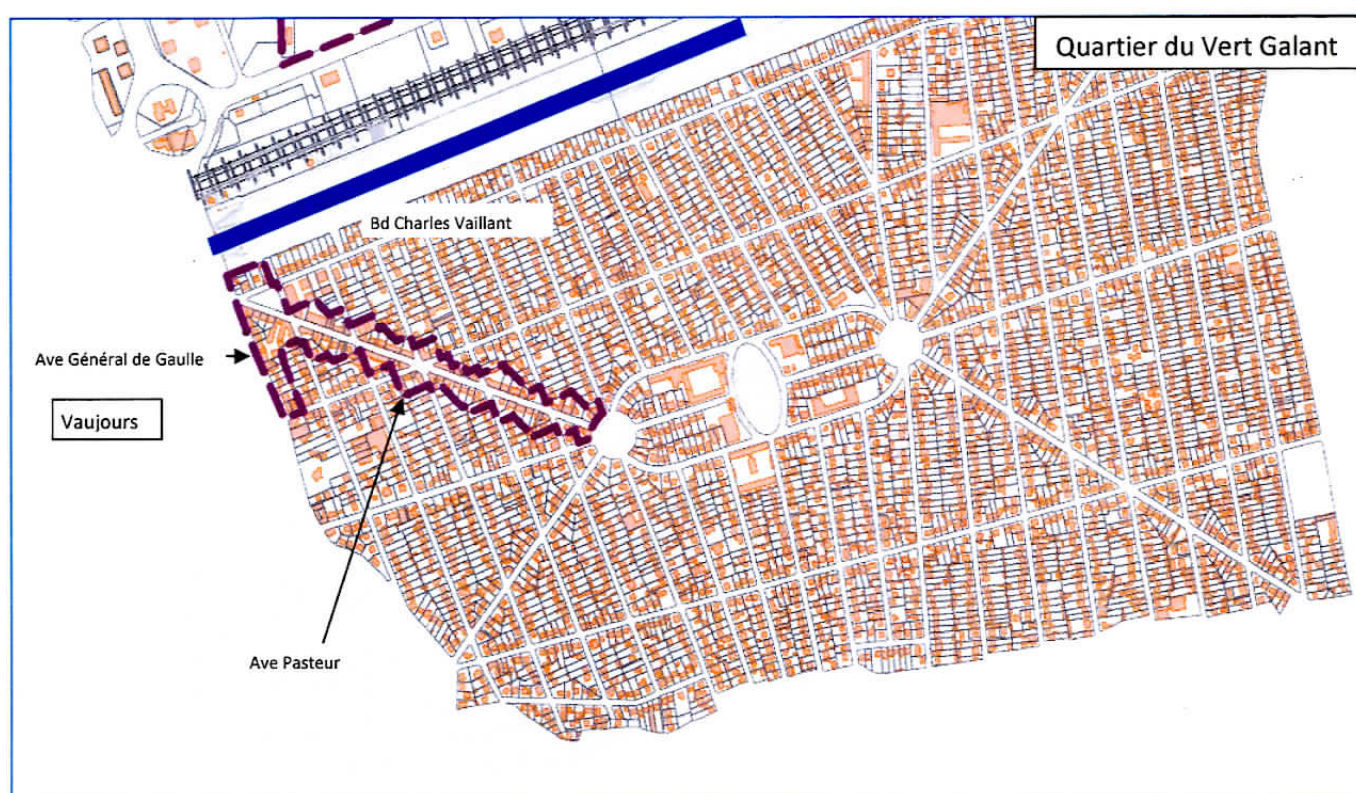 Quartier du Vert Galant
Bd Charles Vaillant
Ave Général de Gaulle
Vaujours
Ave Pasteur